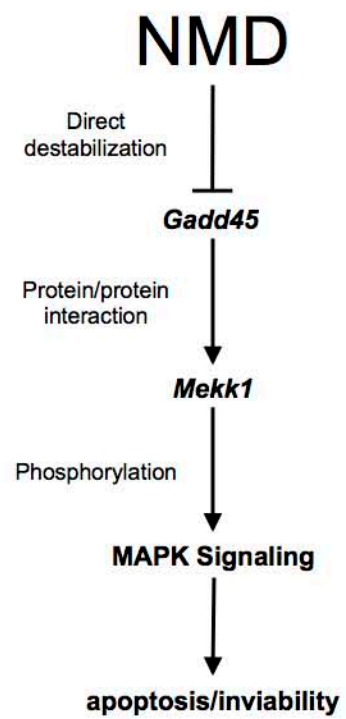 NMD
Direct
destabilization
Gadd45
Protein/protein
interaction
Mekk1
Phosphorylation
MAPK Signaling
apoptosis/inviability